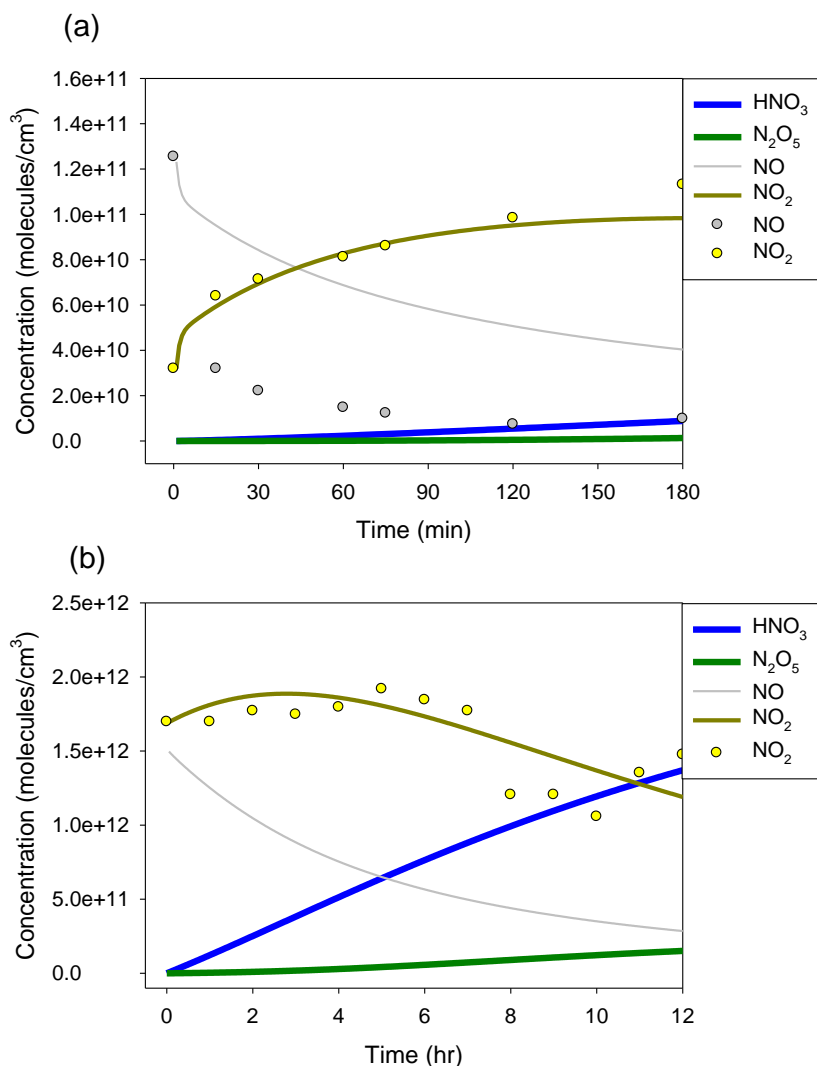 (a)
Concentration (molecules/cm³)
1.6e+11
1.4e+11
1.2e+11
1.0e+11
8.0e+10
6.0e+10
4.0e+10
2.0e+10
0.0
0 30 60 90 120 150 180
Time (min)
HNO₃
N₂O₅
NO
NO₂
NO
NO₂
(b)
Concentration (molecules/cm³)
2.5e+12
2.0e+12
1.5e+12
1.0e+12
5.0e+11
0.0
0 2 4 6 8 10 12
Time (hr)
HNO₃
N₂O₅
NO
NO₂
NO₂